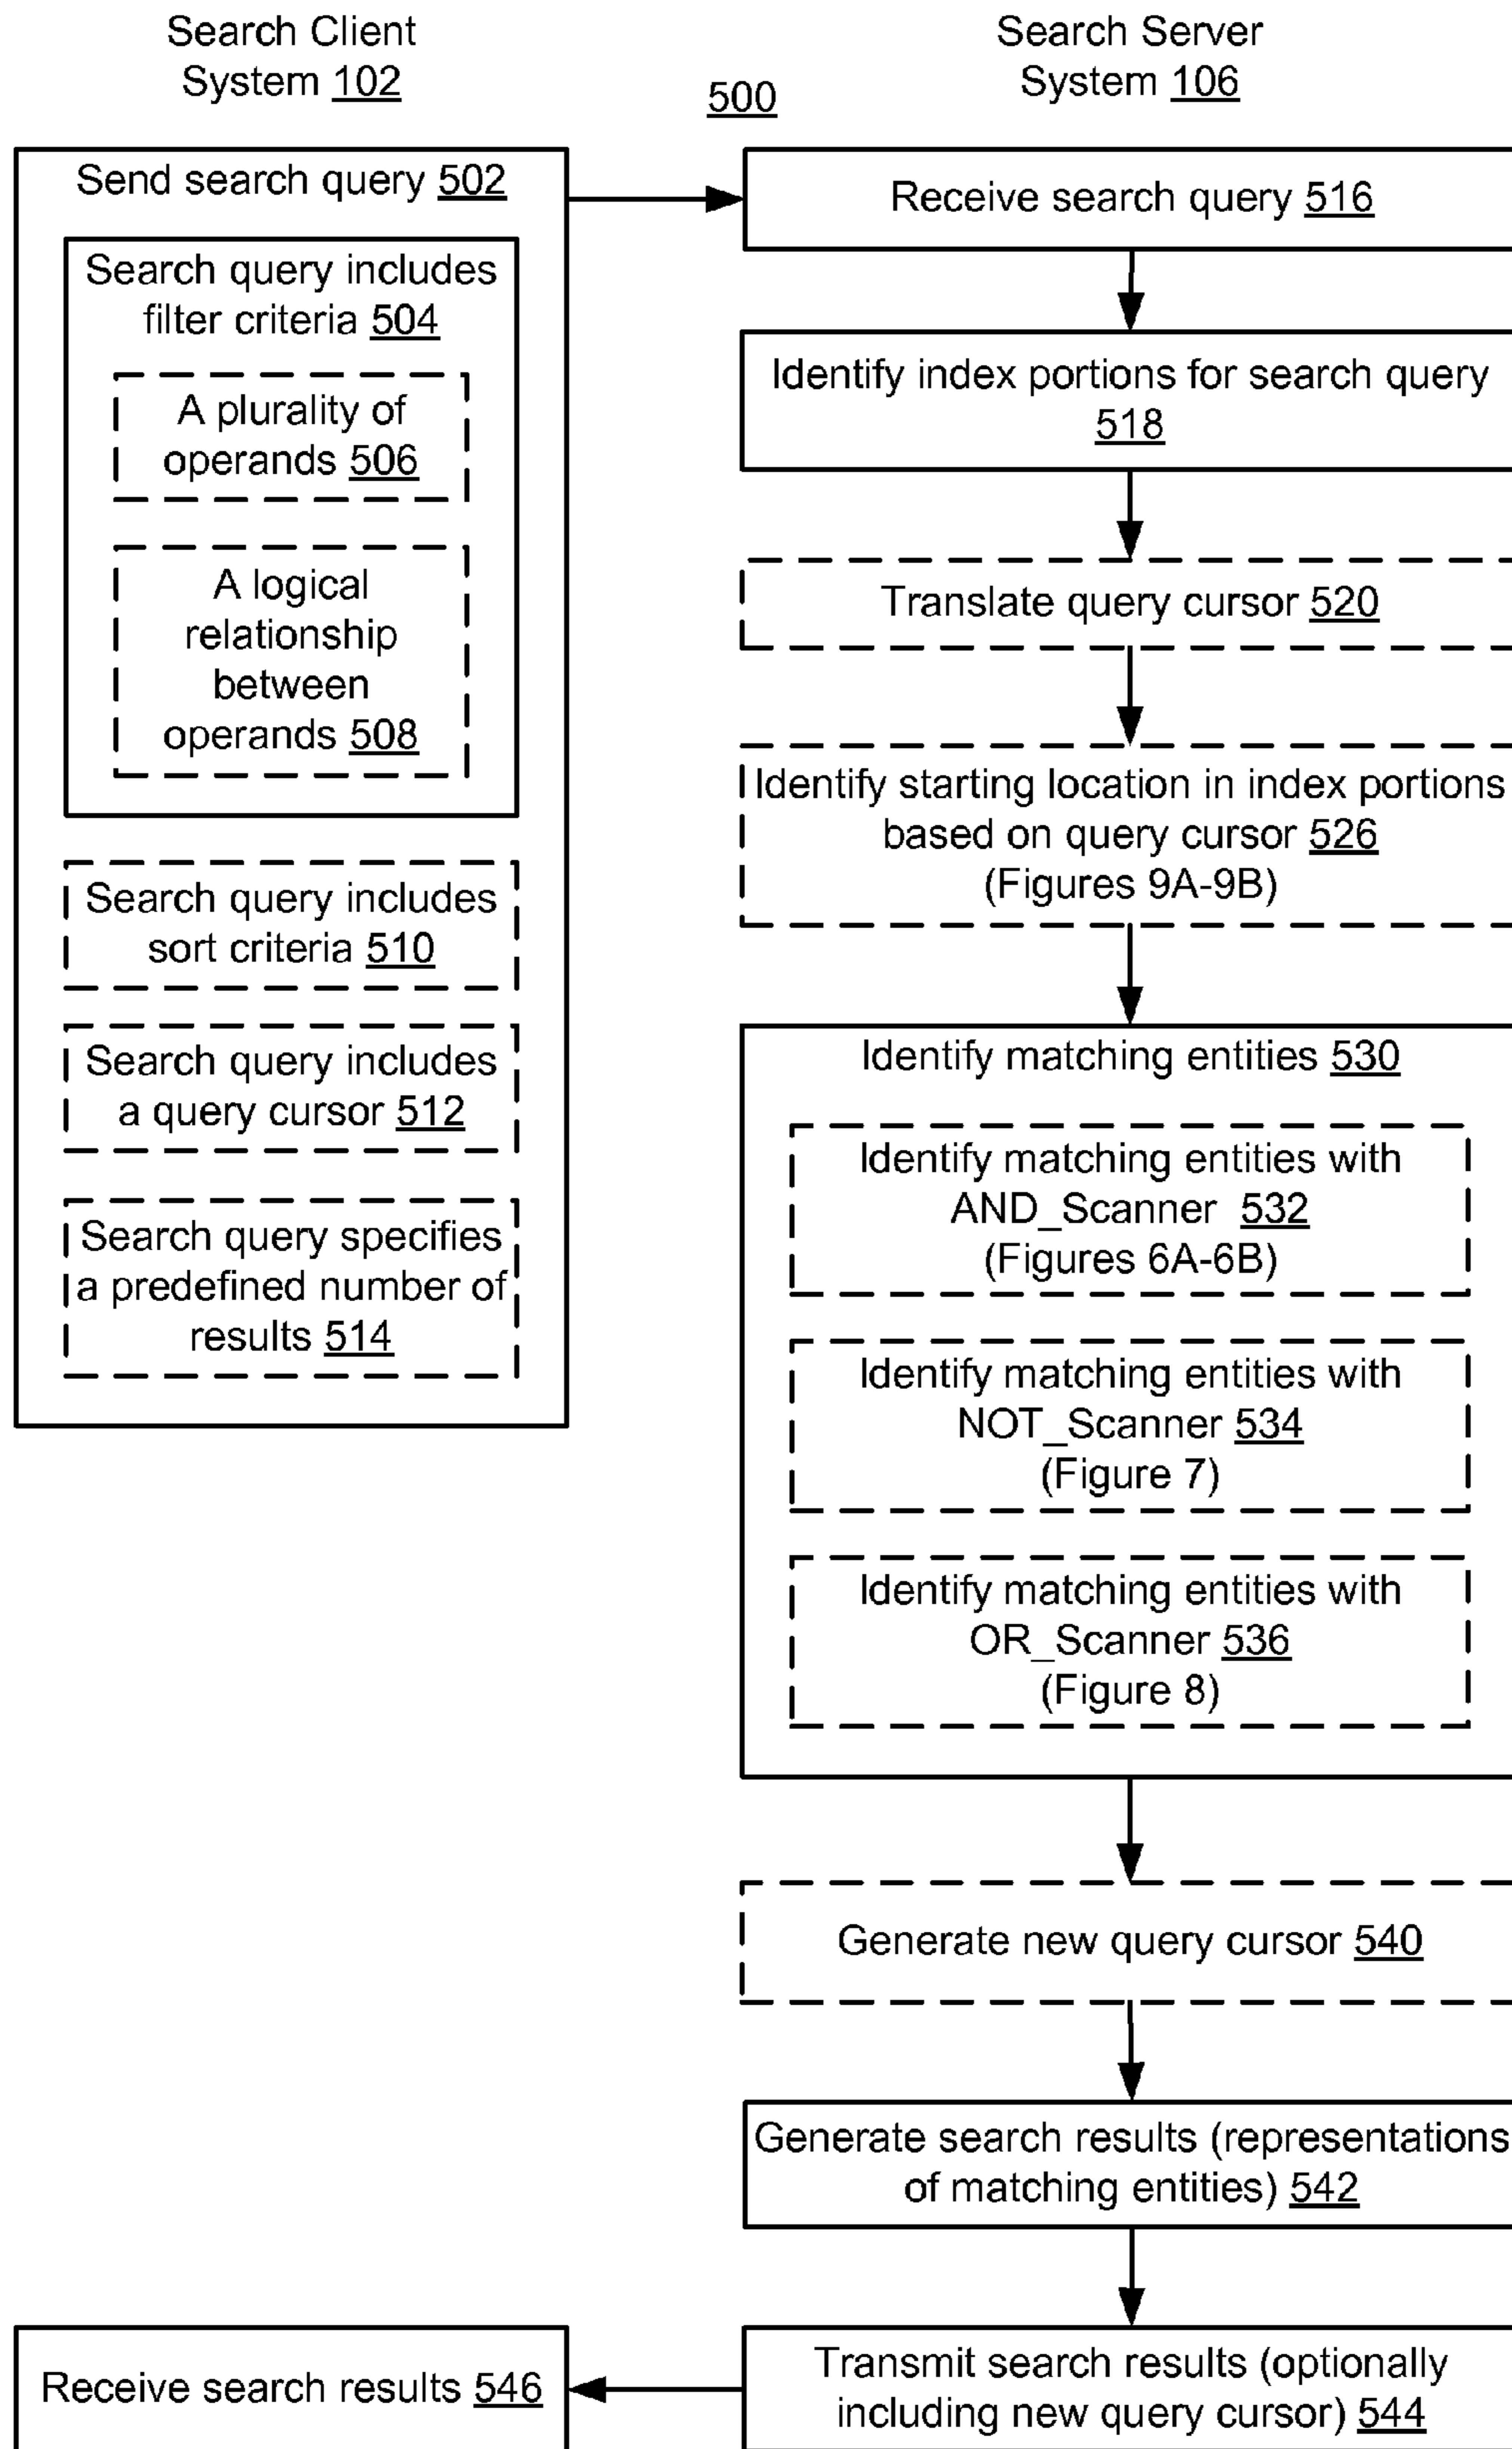 Search Client
System 102
500
Search Server
System 106
Send search query 502
Search query includes
filter criteria 504
A plurality of
operands 506
A logical
relationship
between
operands 508
Search query includes
sort criteria 510
Search query includes
a query cursor 512
Search query specifies
a predefined number of
results 514
Receive search query 516
Identify index portions for search query
518
Translate query cursor 520
Identify starting location in index portions
based on query cursor 526
(Figures 9A-9B)
Identify matching entities 530
Identify matching entities with
AND_Scanner 532
(Figures 6A-6B)
Identify matching entities with
NOT_Scanner 534
(Figure 7)
Identify matching entities with
OR_Scanner 536
(Figure 8)
Generate new query cursor 540
Generate search results (representations
of matching entities) 542
Transmit search results (optionally
including new query cursor) 544
Receive search results 546